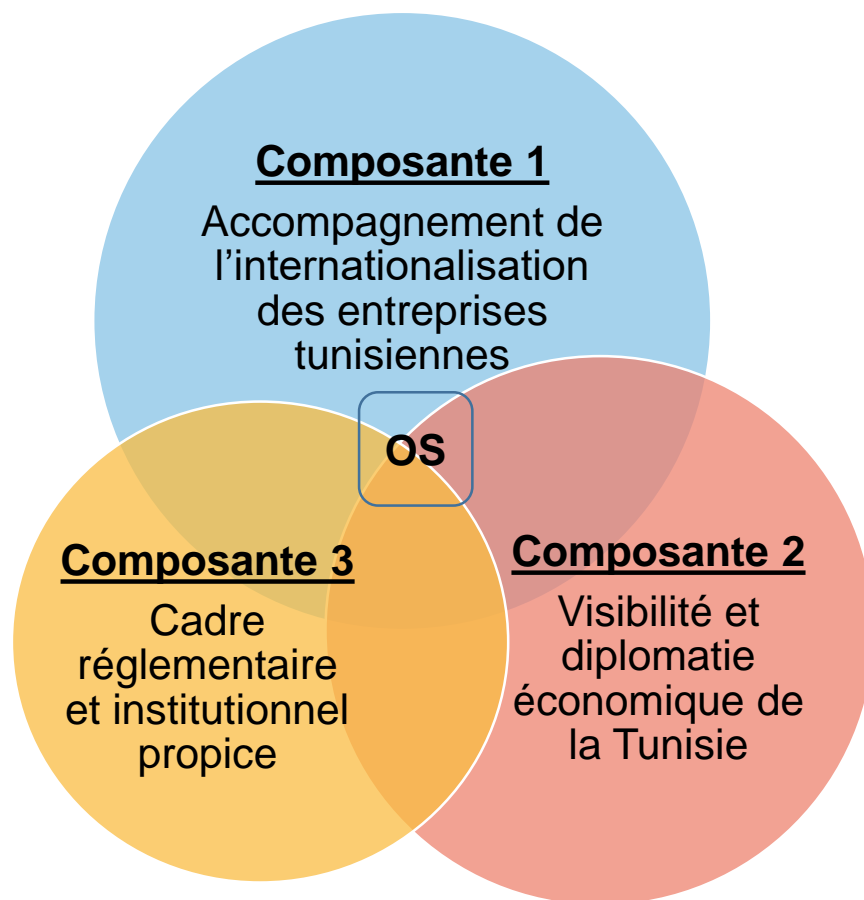 Composante 1
Accompagnement de
l’internationalisation
des entreprises
tunisiennes
OS
Composante 3
Cadre
réglementaire
et institutionnel
propice
Composante 2
Visibilité et
diplomatie
économique de
la Tunisie